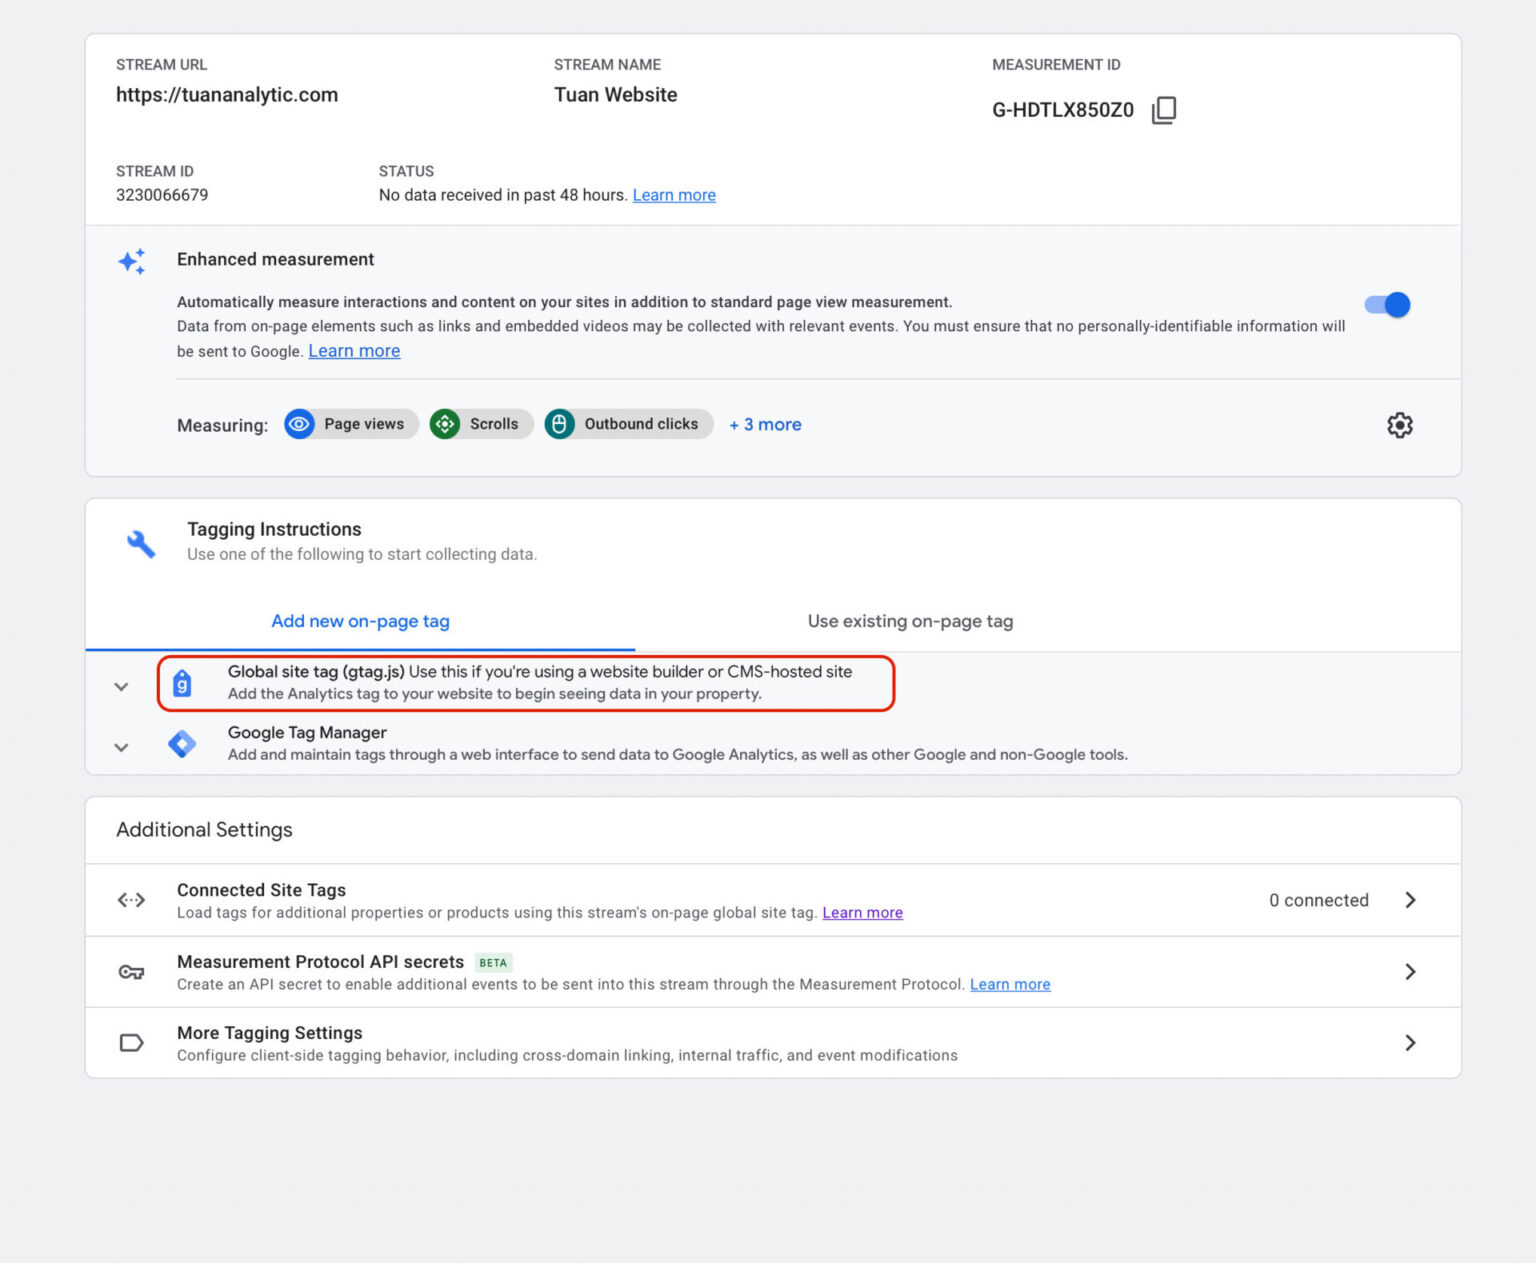 STREAM URL
https://tuananalytic.com
STREAM NAME
Tuan Website
MEASUREMENT ID
G-HDTLX850Z0
STREAM ID
3230066679
STATUS
No data received in past 48 hours. Learn more
Enhanced measurement
Automatically measure interactions and content on your sites in addition to standard page view measurement.
Data from on-page elements such as links and embedded videos may be collected with relevant events. You must ensure that no personally-identifiable information will
be sent to Google. Learn more
Measuring: Page views Scrolls Outbound clicks + 3 more
Tagging Instructions
Use one of the following to start collecting data.
Add new on-page tag
Use existing on-page tag
g
Global site tag (gtag.js) Use this if you're using a website builder or CMS-hosted site
Add the Analytics tag to your website to begin seeing data in your property.
Google Tag Manager
Add and maintain tags through a web interface to send data to Google Analytics, as well as other Google and non-Google tools.
Additional Settings
Connected Site Tags
Load tags for additional properties or products using this stream's on-page global site tag. Learn more
0 connected
Measurement Protocol API secrets BETA
Create an API secret to enable additional events to be sent into this stream through the Measurement Protocol. Learn more
More Tagging Settings
Configure client-side tagging behavior, including cross-domain linking, internal traffic, and event modifications